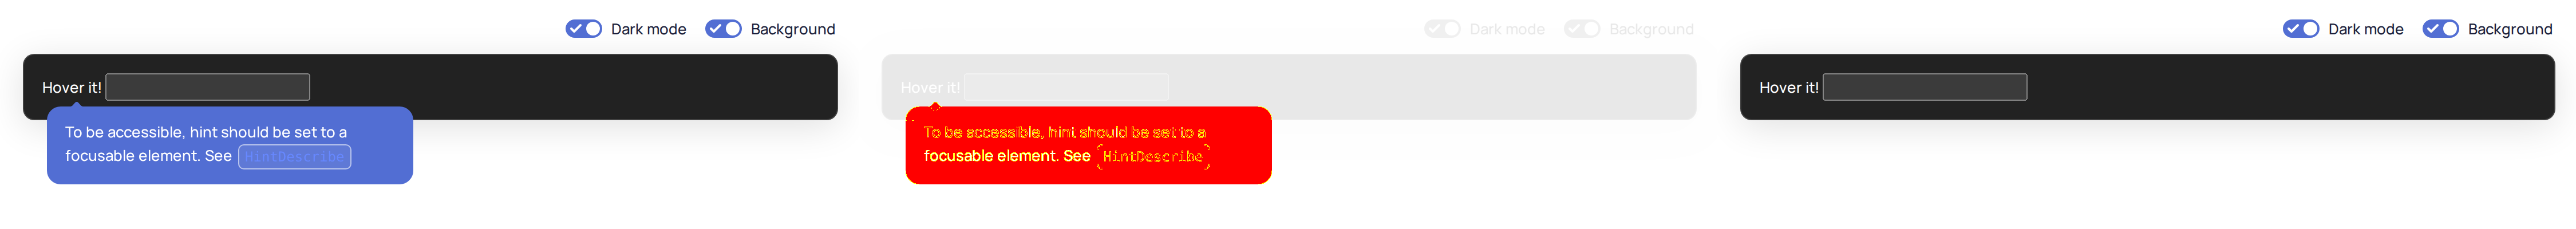 Dark mode Background
Hover it!
To be accessible, hint should be set to a
focusable element. See HintDescribe
Dark mode Background
Hover it!
To be accessible, hint should be set to a
focusable element. See HintDescribe
Dark mode Background
Hover it!